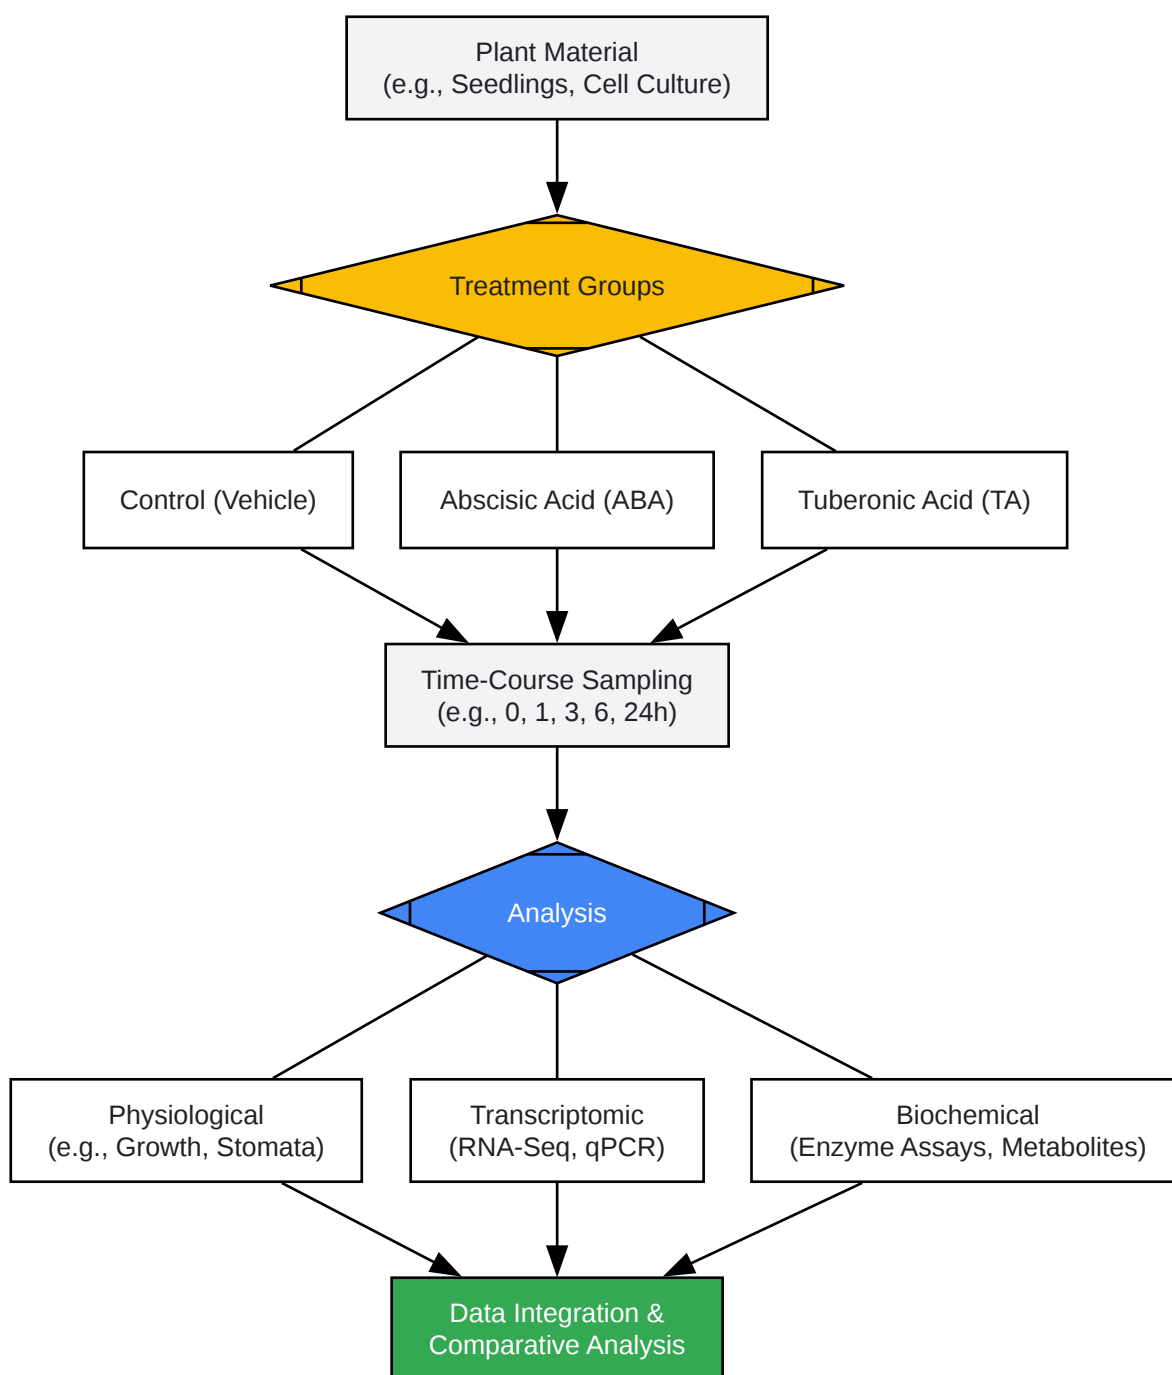 Plant Material
(e.g., Seedlings, Cell Culture)
Treatment Groups
Control (Vehicle)
Abscisic Acid (ABA)
Tuberonic Acid (TA)
Time-Course Sampling
(e.g., 0, 1, 3, 6, 24h)
Analysis
Physiological
(e.g., Growth, Stomata)
Transcriptomic
(RNA-Seq, qPCR)
Biochemical
(Enzyme Assays, Metabolites)
Data Integration &
Comparative Analysis